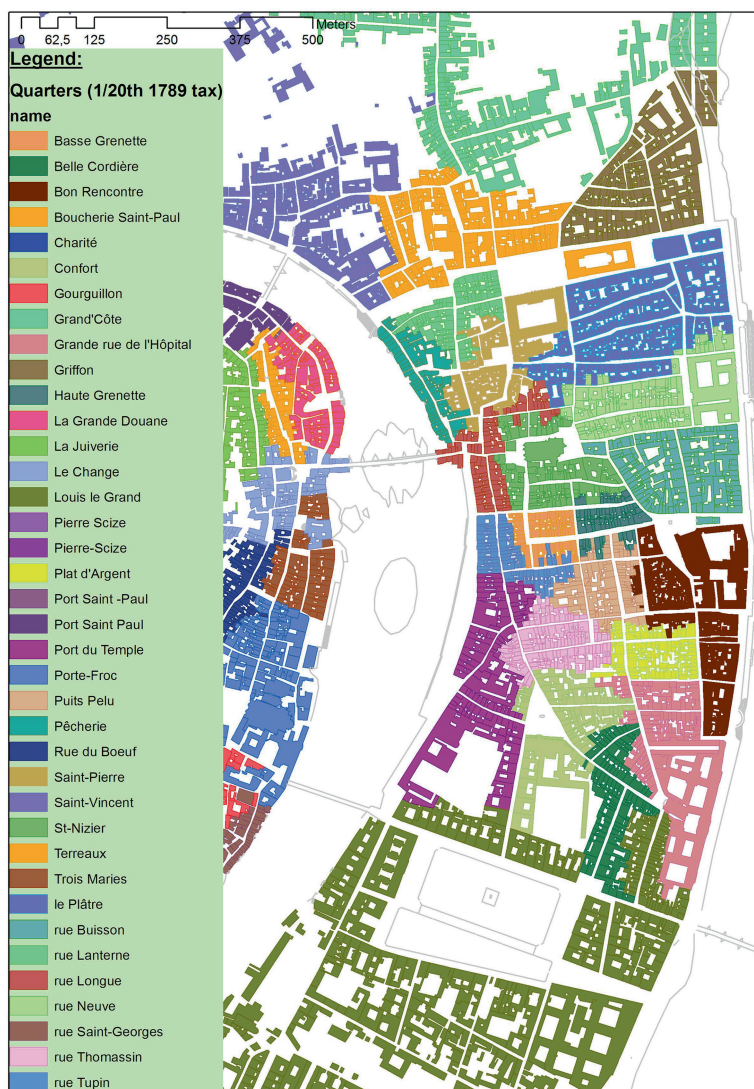 Meters
0 62,5 125 250 375 500
Legend:
Quarters (1/20th 1789 tax)
name
Basse Grenette
Belle Cordière
Bon Rencontre
Boucherie Saint-Paul
Charité
Confort
Gourguillon
Grand'Côte
Grande rue de l'Hôpital
Griffon
Haute Grenette
La Grande Douane
La Juiverie
Le Change
Louis le Grand
Pierre Scize
Pierre-Scize
Plat d'Argent
Port Saint -Paul
Port Saint Paul
Port du Temple
Porte-Froc
Puits Pelu
Pêcherie
Rue du Boeuf
Saint-Pierre
Saint-Vincent
St-Nizier
Terreaux
Trois Maries
le Plâtre
rue Buisson
rue Lanterne
rue Longue
rue Neuve
rue Saint-Georges
rue Thomassin
rue Tupin